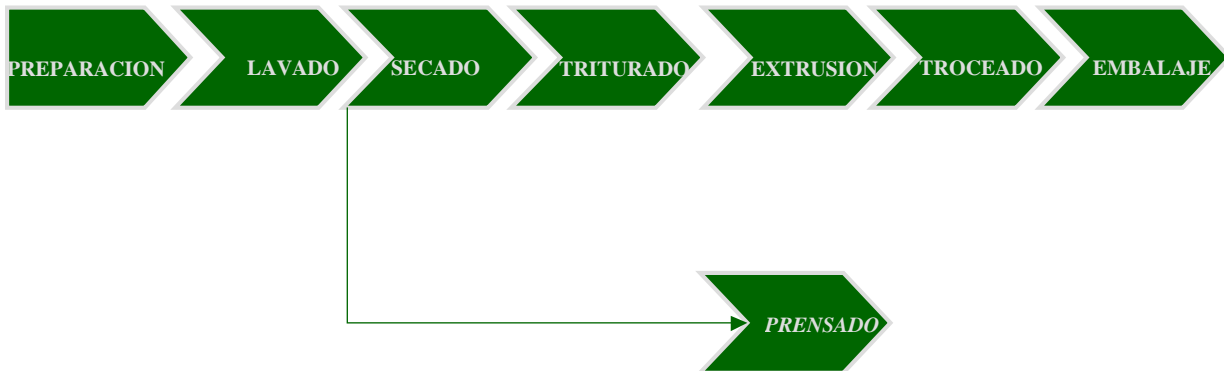 PREPARACION
LAVADO
SECADO
TRITURADO
EXTRUSION
TROCEADO
EMBALAJE
PRENSADO